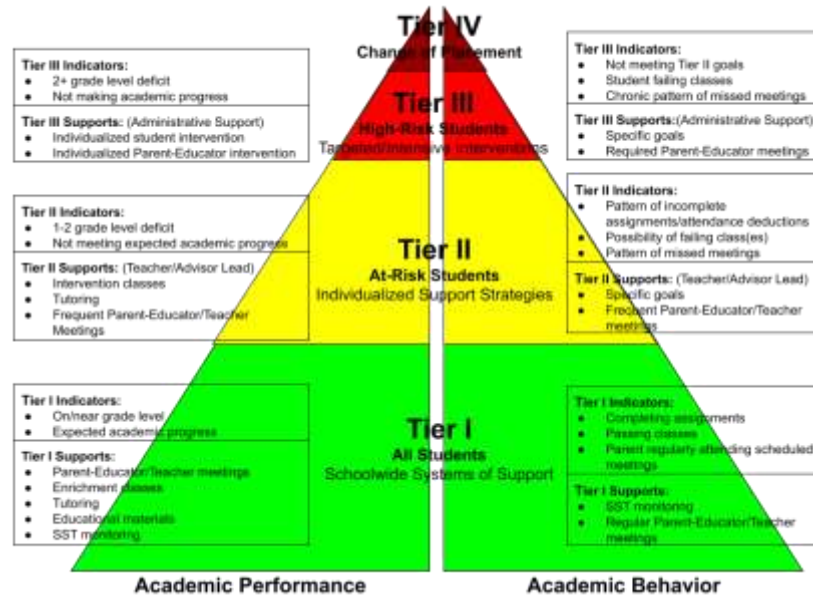 Tier IV
Change of Placement
Tier III
High-Risk Students
Targeted/Intensive Interventions
Tier II
At-Risk Students
Individualized Support Strategies
Tier I
All Students
Schoolwide Systems of Support
Tier III Indicators:
● 2+ grade level deficit
● Not making academic progress
Tier III Supports: (Administrative Support)
● Individualized student intervention
● Individualized Parent-Educator intervention
Tier II Indicators:
● 1-2 grade level deficit
● Not meeting expected academic progress
Tier II Supports: (Teacher/Advisor Lead)
● Intervention classes
● Tutoring
● Frequent Parent-Educator/Teacher
Meetings
Tier I Indicators:
● On/near grade level
● Expected academic progress
Tier I Supports:
● Parent-Educator/Teacher meetings
● Enrichment classes
● Tutoring
● Educational materials
● SST monitoring
Tier III Indicators:
● Not meeting Tier II goals
● Student failing classes
● Chronic pattern of missed meetings
Tier III Supports:(Administrative Support)
● Specific goals
● Required Parent-Educator meetings
Tier II Indicators:
● Pattern of incomplete
assignments/attendance deductions
● Possibility of failing class(es)
● Pattern of missed meetings
Tier II Supports: (Teacher/Advisor Lead)
● Specific goals
● Frequent Parent-Educator/Teacher
meetings
Tier I Indicators:
● Completing assignments
● Passing classes
● Parent regularly attending scheduled
meetings
Tier I Supports:
● SST monitoring
● Regular Parent-Educator/Teacher
meetings
Academic Performance
Academic Behavior